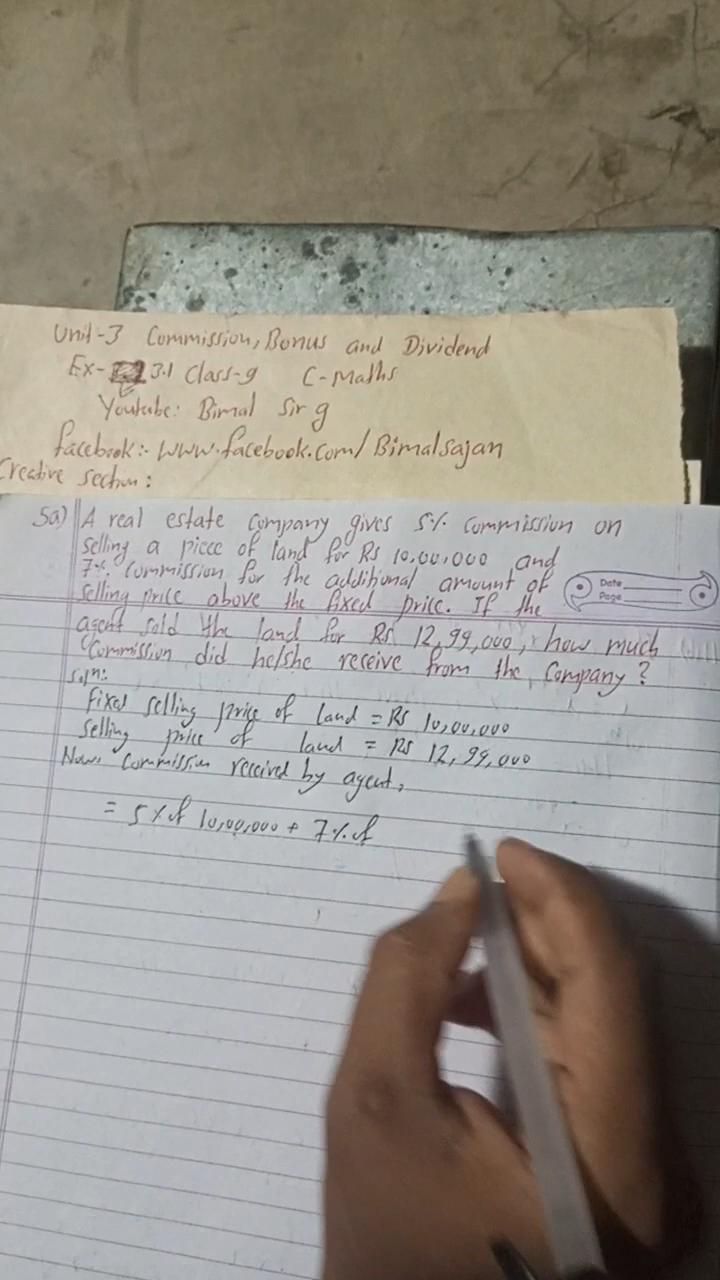 Unit-3 Commission, Bonus and Dividend
Ex- 3.1 Class-9 C-Maths
Youtube: Bimal Sir g
facebook:- www.facebook.com/Bimalsajan
Creative section:
5a) A real estate Company gives 5% Commission on
selling a piece of land for Rs 10,00,000 and
7% Commission for the additional amount of
selling price above the fixed price. If the
agent sold the land for Rs 12,99,000, how much
Commission did he/she receive from the Company?
Date
Page
Soln:
fixed selling price of land = Rs 10,00,000
selling price of land = Rs 12,99,000
Now, Commission received by agent,
= 5% of 10,00,000 + 7% of